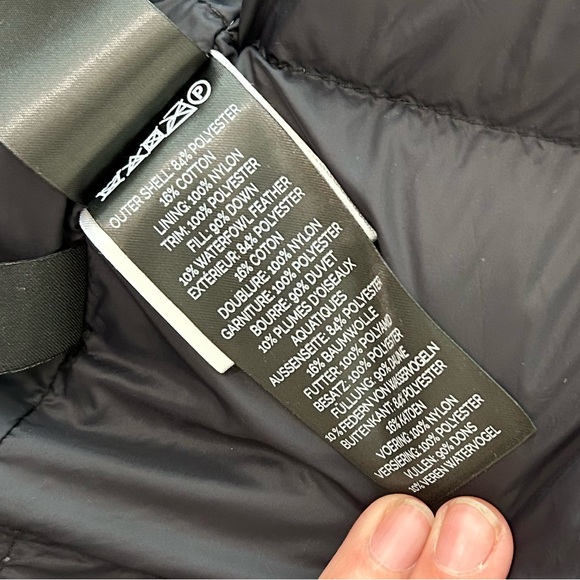 P
OUTER SHELL: 84% POLYESTER
16% COTTON
LINING: 100% NYLON
TRIM: 100% POLYESTER
FILL: 90% DOWN
10% WATERFOWL FEATHER
EXTERIEUR: 84% POLYESTER
16% COTON
DOUBLURE: 100% NYLON
GARNITURE: 100% POLYESTER
BOURRE: 90% DUVET
10% PLUMES D'OISEAUX
AQUATIQUES
AUSSENSEITE: 84% POLYESTER
16% BAUMWOLLE
FUTTER: 100% POLYAMID
BESATZ: 100% POLYESTER
FÜLLUNG: 90% DAUNE
10% FEDERN VON WASSERVÖGELN
BUITENKANT: 84 POLYESTER
16% KATOEN
VOERING: 100% NYLON
VERSIERING: 100% POLYESTER
VULLEN: 90% DONS
10% VEREN WATERVOGEL